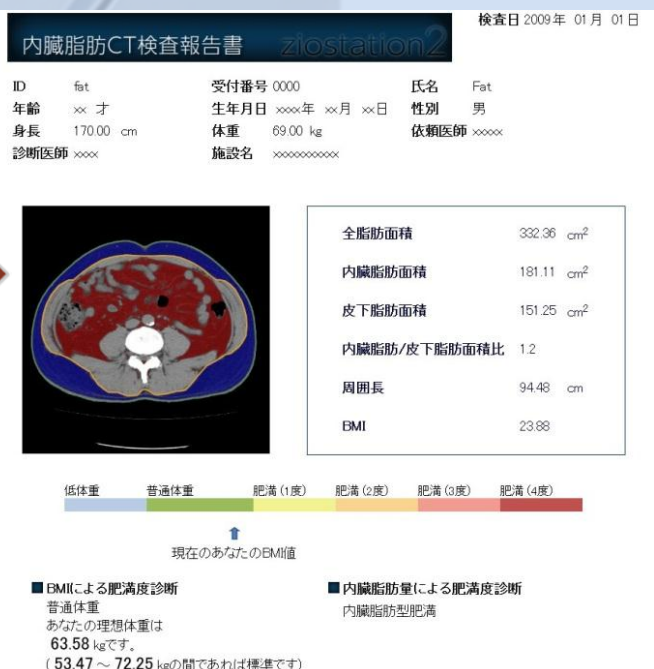 検査日 2009年 01月 01日
内臓脂肪CT検査報告書 ziostation2
ID fat 受付番号 0000 氏名 Fat
年齢 xx 才 生年月日 xxxx年 xx月 xx日 性別 男
身長 170.00 cm 体重 69.00 kg 依頼医師 xxxxx
診断医師 xxxx 施設名 xxxxxxxxxxx
全脂肪面積 332.36 cm²
内臓脂肪面積 181.11 cm²
皮下脂肪面積 151.25 cm²
内臓脂肪/皮下脂肪面積比 1.2
周囲長 94.48 cm
BMI 23.88
低体重 普通体重 肥満(1度) 肥満(2度) 肥満(3度) 肥満(4度)
現在のあなたのBMI値
■BMIによる肥満度診断
普通体重
あなたの理想体重は
63.58 kgです。
( 53.47 ～ 72.25 kgの間であれば標準です)
■内臓脂肪量による肥満度診断
内臓脂肪型肥満